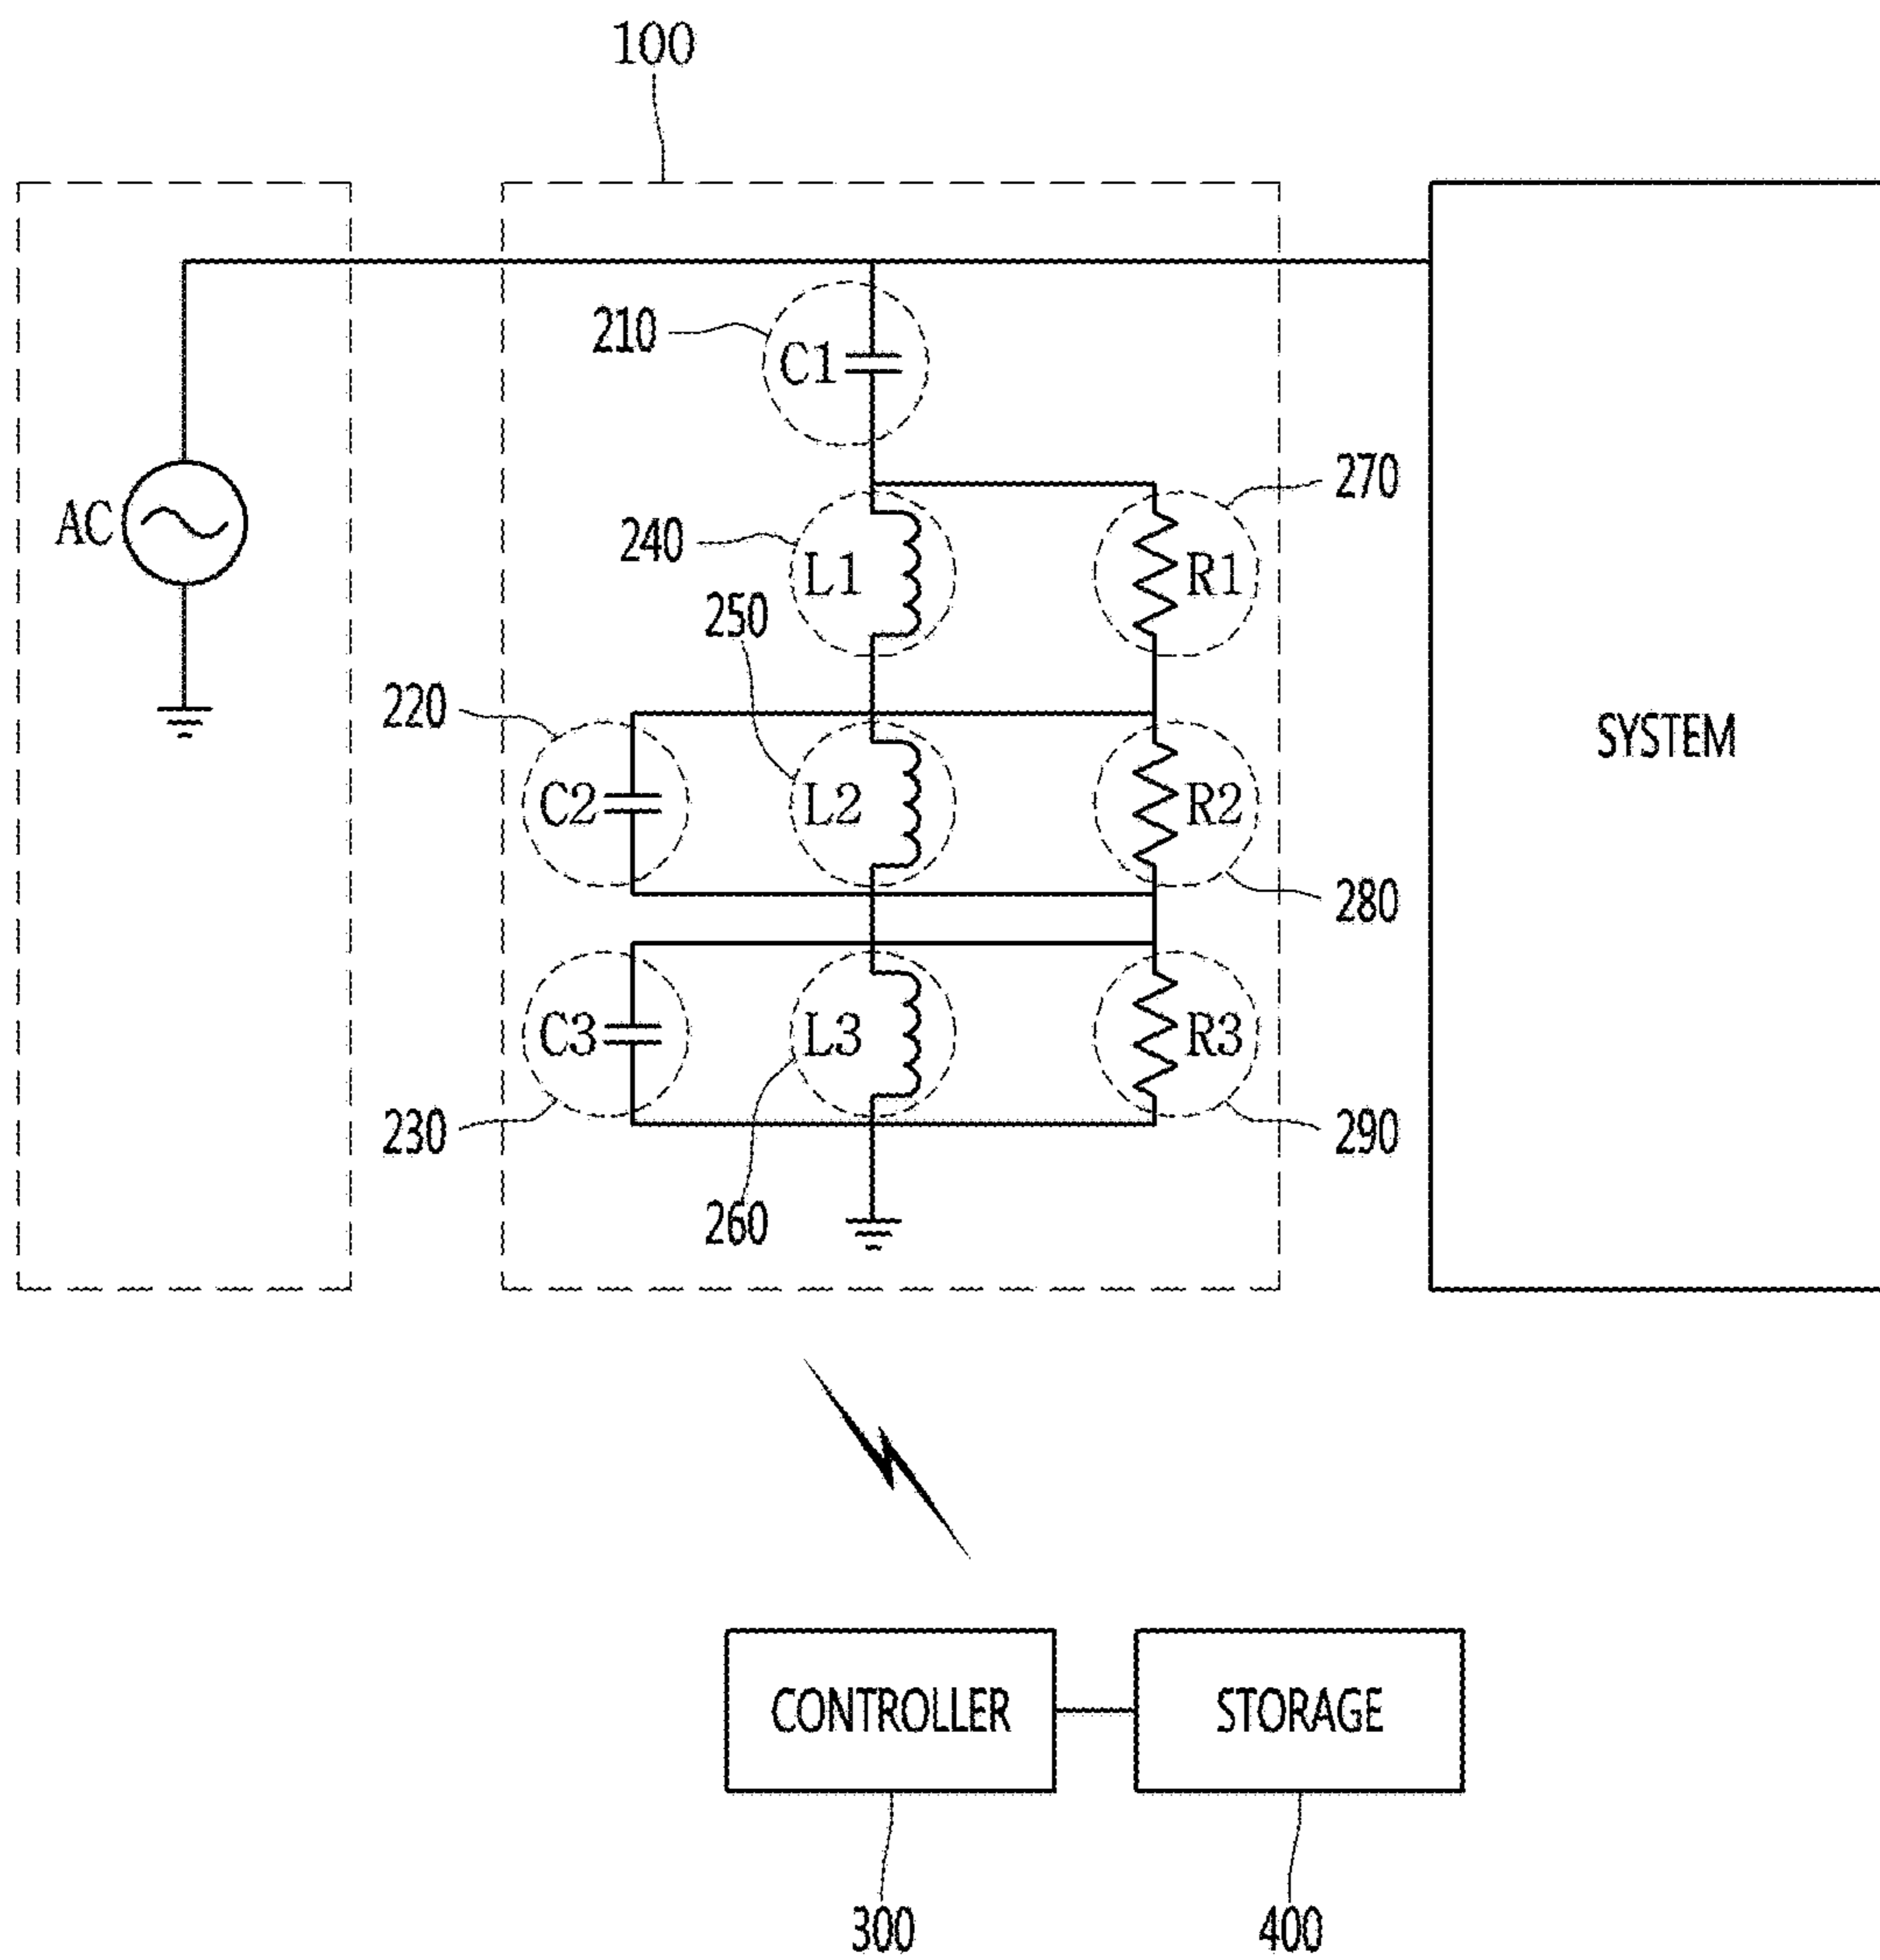 100
210
C1
270
AC
240
L1
R1
250
220
SYSTEM
C2
L2
R2
280
C3
L3
R3
230
290
260
CONTROLLER
STORAGE
300
400